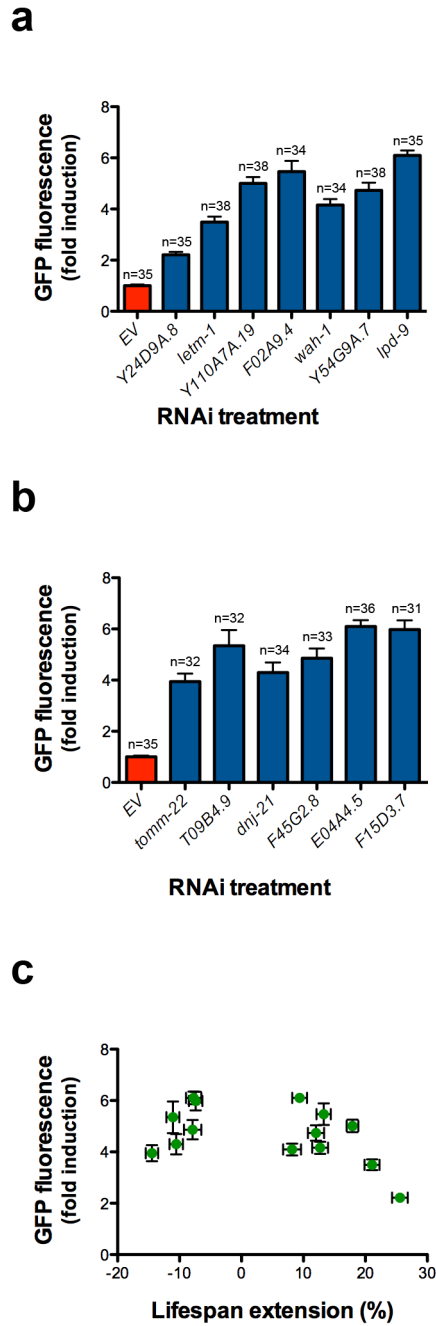 a
GFP fluorescence
(fold induction)
8
6
4
2
0
n=35
n=35
n=38
n=38
n=34
n=34
n=38
n=35
EV
Y24D9A.8
letm-1
Y110A7A.19
F02A9.4
wah-1
Y54G9A.7
lpd-9
RNAi treatment
b
GFP fluorescence
(fold induction)
8
6
4
2
0
n=35
n=32
n=32
n=34
n=33
n=36
n=31
EV
tomm-22
T09B4.9
dnj-21
F45G2.8
E04A4.5
F15D3.7
RNAi treatment
c
GFP fluorescence
(fold induction)
8
6
4
2
0
-20 -10 0 10 20 30
Lifespan extension (%)